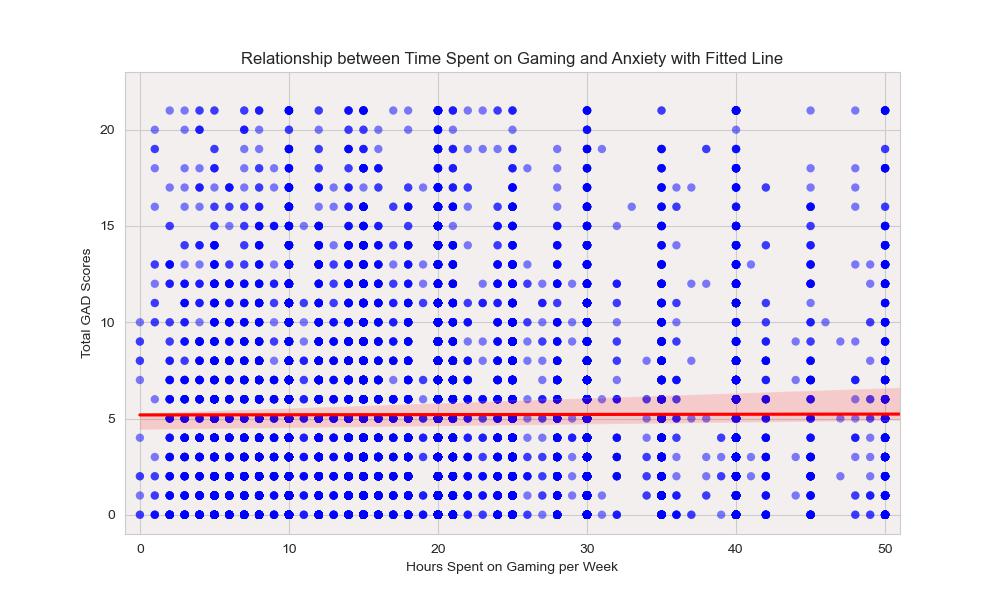 Relationship between Time Spent on Gaming and Anxiety with Fitted Line
20
15
10
5
0
Total GAD Scores
0 10 20 30 40 50
Hours Spent on Gaming per Week